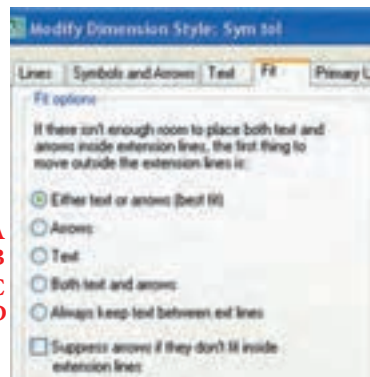 Modify Dimension Style: Sym tol
Lines
Symbols and Arrows
Text
Fit
Primary U
Fit options
If there isn't enough room to place both text and
arrows inside extension lines, the first thing to
move outside the extension lines is:
Either text or arrows (best fit)
Arrows
Text
Both text and arrows
Always keep text between ext lines
Suppress arrows if they don't fit inside
extension lines
A
B
C
D